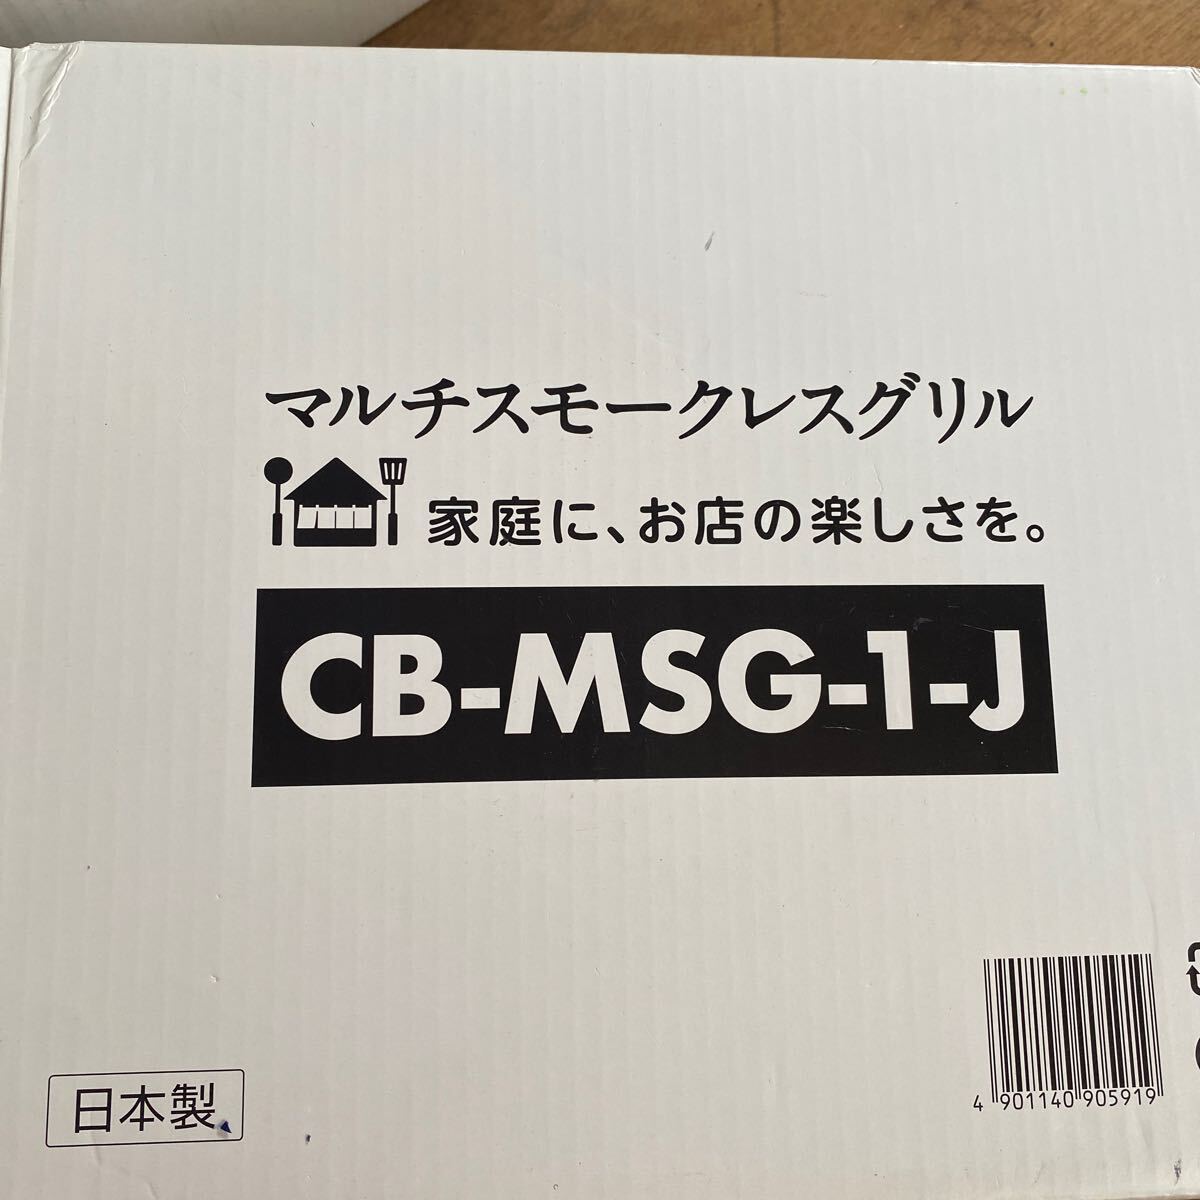 マルチスモークレスグリル
家庭に、お店の楽しさを。
CB-MSG-1-J
4 901140 905919
日本製